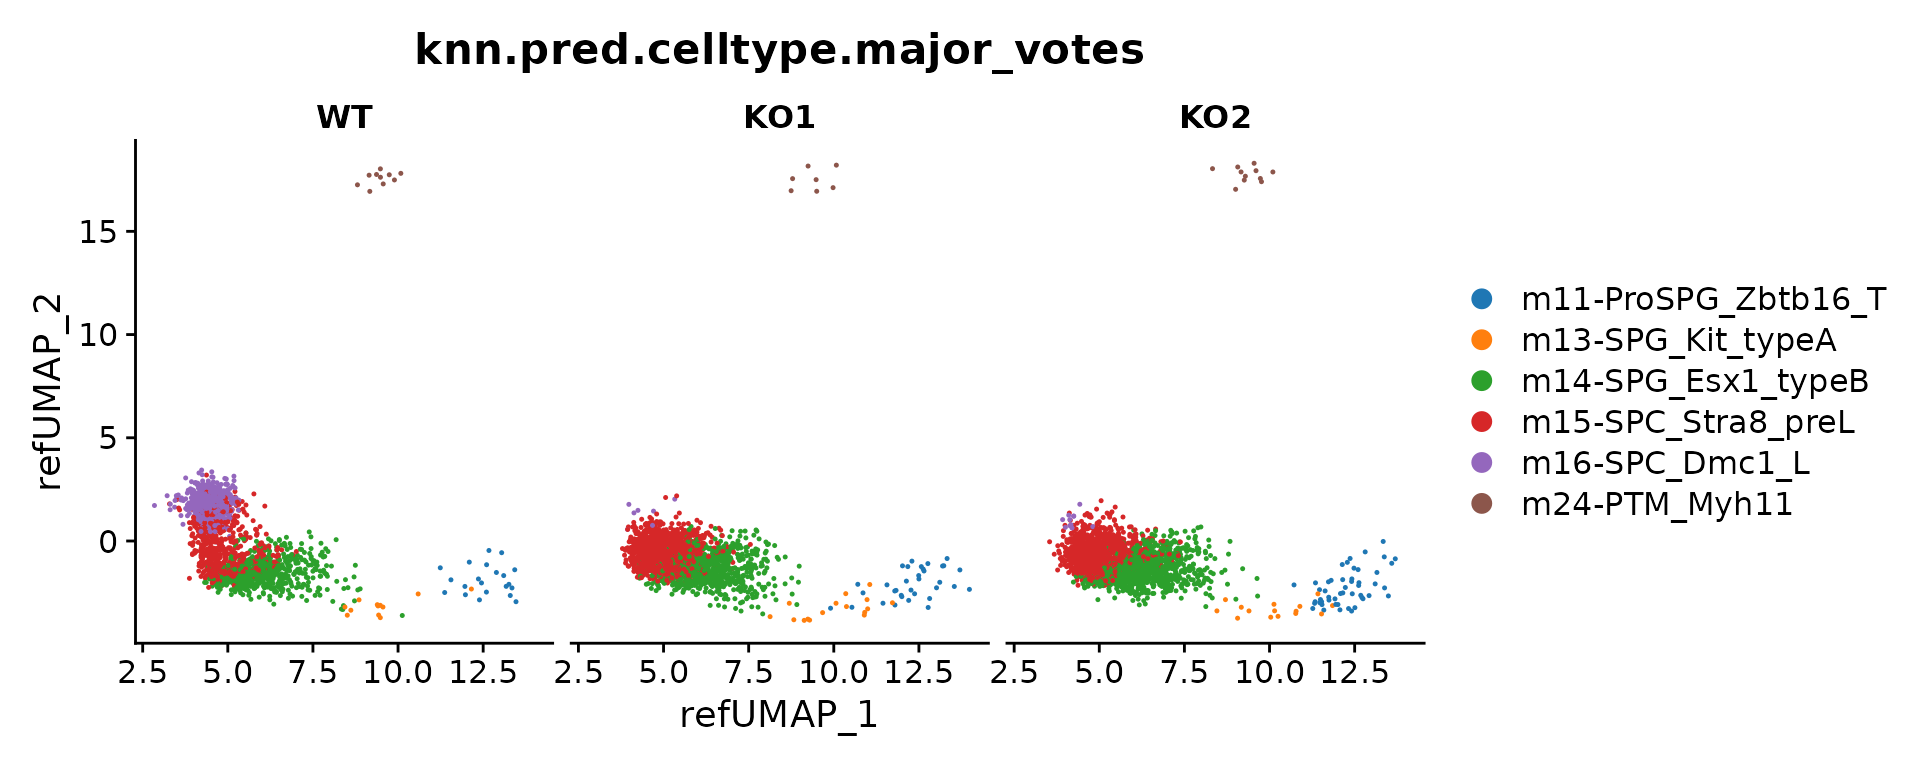 knn.pred.celltype.major_votes
WT KO1 KO2
refUMAP_2
15
10
5
0
2.5 5.0 7.5 10.0 12.5 2.5 5.0 7.5 10.0 12.5 2.5 5.0 7.5 10.0 12.5
refUMAP_1
m11-ProSPG_Zbtb16_T
m13-SPG_Kit_typeA
m14-SPG_Esx1_typeB
m15-SPC_Stra8_preL
m16-SPC_Dmc1_L
m24-PTM_Myh11